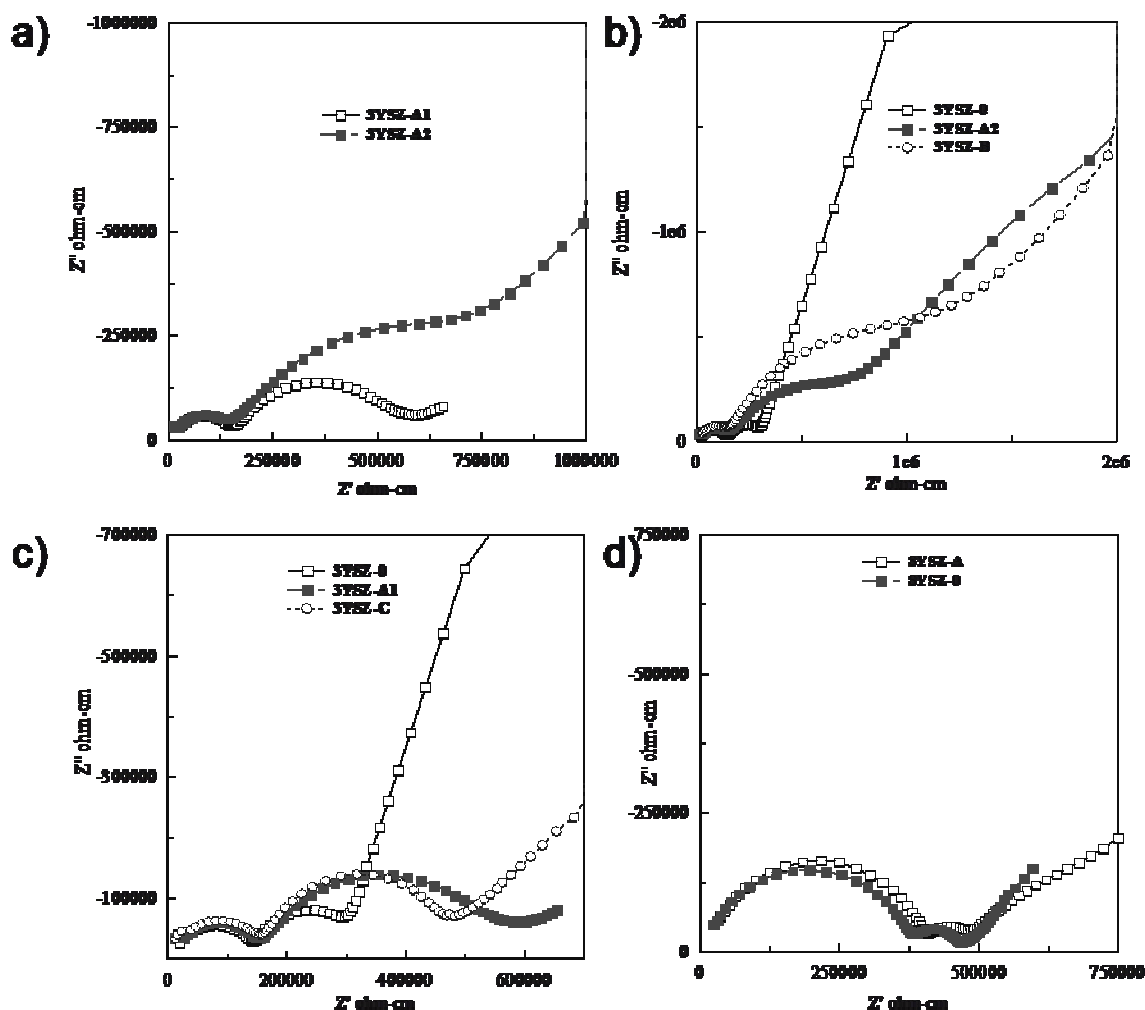 a)
-1000000
-750000
-500000
-250000
0
Z'' ohm-cm
3YSZ-A1
3YSZ-A2
0 250000 500000 750000 1000000
Z' ohm-cm
b)
-2e6
-1e6
0
Z'' ohm-cm
3YSZ-0
3YSZ-A2
3YSZ-B
0 1e6 2e6
Z' ohm-cm
c)
-700000
-500000
-300000
-100000
Z'' ohm-cm
3YSZ-0
3YSZ-A1
3YSZ-C
0 200000 400000 600000
Z' ohm-cm
d)
-750000
-500000
-250000
0
Z'' ohm-cm
8YSZ-A
8YSZ-0
0 250000 500000 750000
Z' ohm-cm